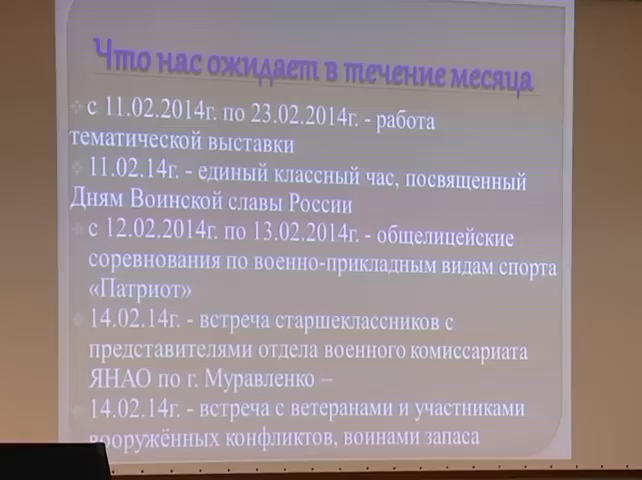 Что нас ожидает в течение месяца
с 11.02.2014г. по 23.02.2014г. - работа
тематической выставки
11.02.14г. - единый классный час, посвященный
Дням Воинской славы России
с 12.02.2014г. по 13.02.2014г. - общелицейские
соревнования по военно-прикладным видам спорта
«Патриот»
14.02.14г. - встреча старшеклассников с
представителями отдела военного комиссариата
ЯНАО по г. Муравленко –
14.02.14г. - встреча с ветеранами и участниками
вооружённых конфликтов, воинами запаса